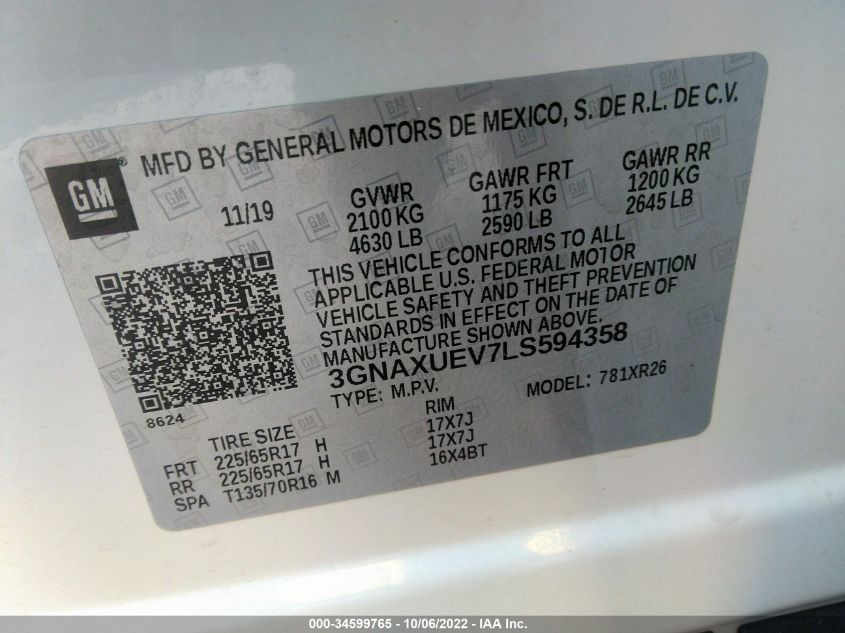 GM
MFD BY GENERAL MOTORS DE MEXICO, S. DE R.L. DE C.V.
11/19
GVWR
2100 KG
4630 LB
GAWR FRT
1175 KG
2590 LB
GAWR RR
1200 KG
2645 LB
THIS VEHICLE CONFORMS TO ALL
APPLICABLE U.S. FEDERAL MOTOR
VEHICLE SAFETY AND THEFT PREVENTION
STANDARDS IN EFFECT ON THE DATE OF
MANUFACTURE SHOWN ABOVE.
3GNAXUEV7LS594358
TYPE: M.P.V. MODEL: 781XR26
8624
TIRE SIZE RIM
FRT 225/65R17 H 17X7J
RR 225/65R17 H 17X7J
SPA T135/70R16 M 16X4BT
000-34599765 - 10/06/2022 - IAA Inc.